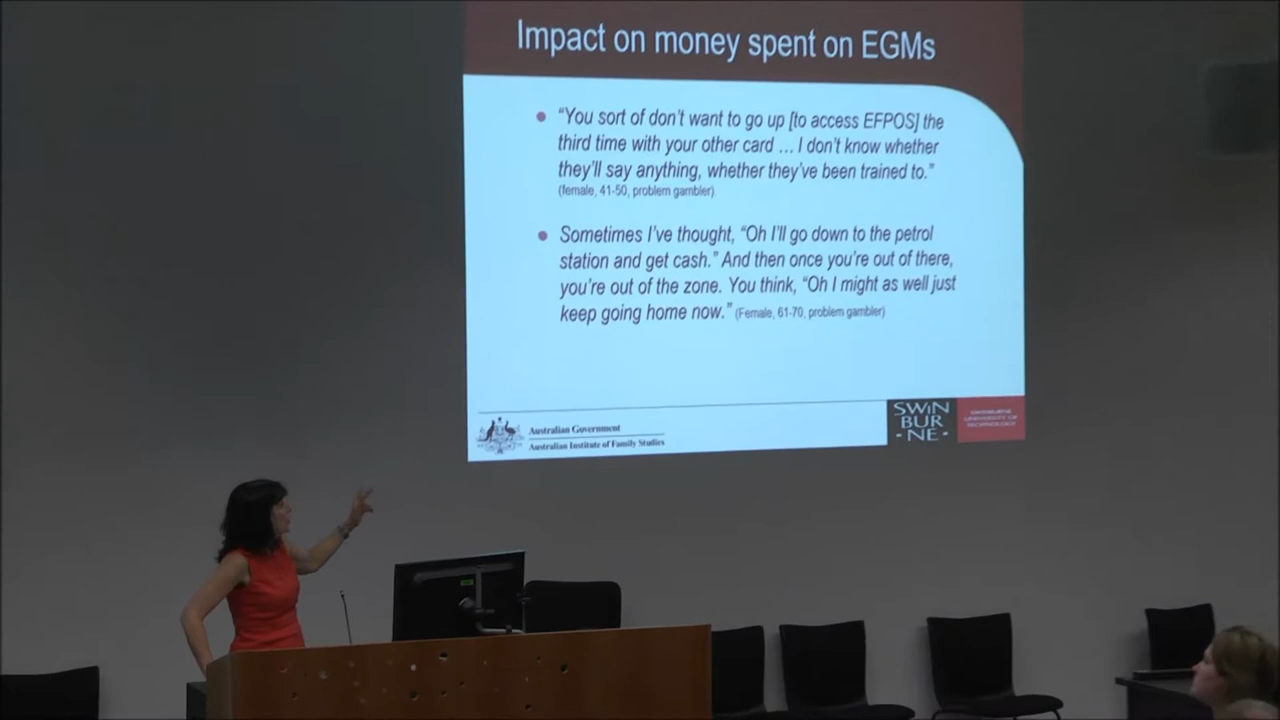 Impact on money spent on EGMs
• “You sort of don’t want to go up [to access EFPOS] the
third time with your other card ... I don’t know whether
they’ll say anything, whether they’ve been trained to.”
(female, 41-50, problem gambler)
• Sometimes I’ve thought, “Oh I’ll go down to the petrol
station and get cash.” And then once you’re out of there,
you’re out of the zone. You think, “Oh I might as well just
keep going home now.” (Female, 61-70, problem gambler)
Australian Government
Australian Institute of Family Studies
SWiN
BUR
• NE •
SWINBURNE
UNIVERSITY OF
TECHNOLOGY